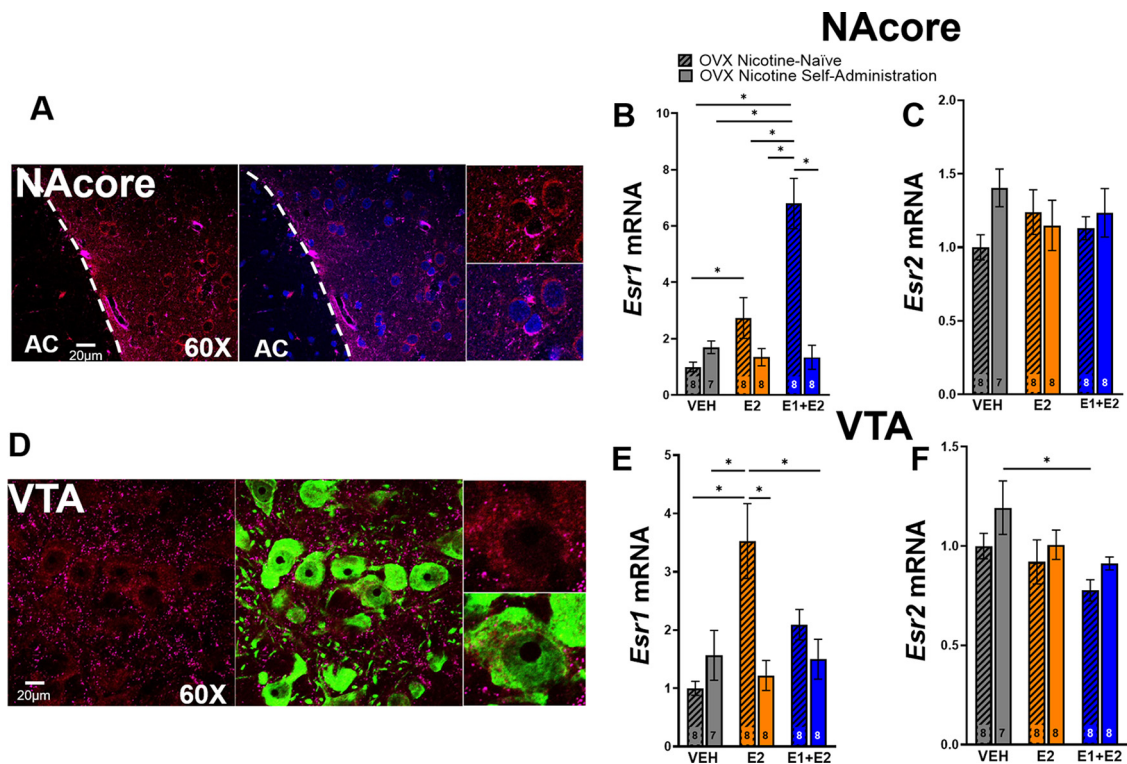 NAcore
OVX Nicotine-Naïve
OVX Nicotine Self-Administration
A
NAcore
AC
20µm
60X
AC
B
* * * * * *
Esr1 mRNA
10
8
6
4
2
0
8 7 8 8 8 8
VEH E2 E1+E2
C
Esr2 mRNA
2.0
1.5
1.0
0.5
0.0
8 7 8 8 8 8
VEH E2 E1+E2
VTA
D
VTA
20µm
60X
E
* * * *
Esr1 mRNA
5
4
3
2
1
0
8 7 8 8 8 8
VEH E2 E1+E2
F
*
Esr2 mRNA
1.5
1.0
0.5
0.0
8 7 8 8 8 8
VEH E2 E1+E2